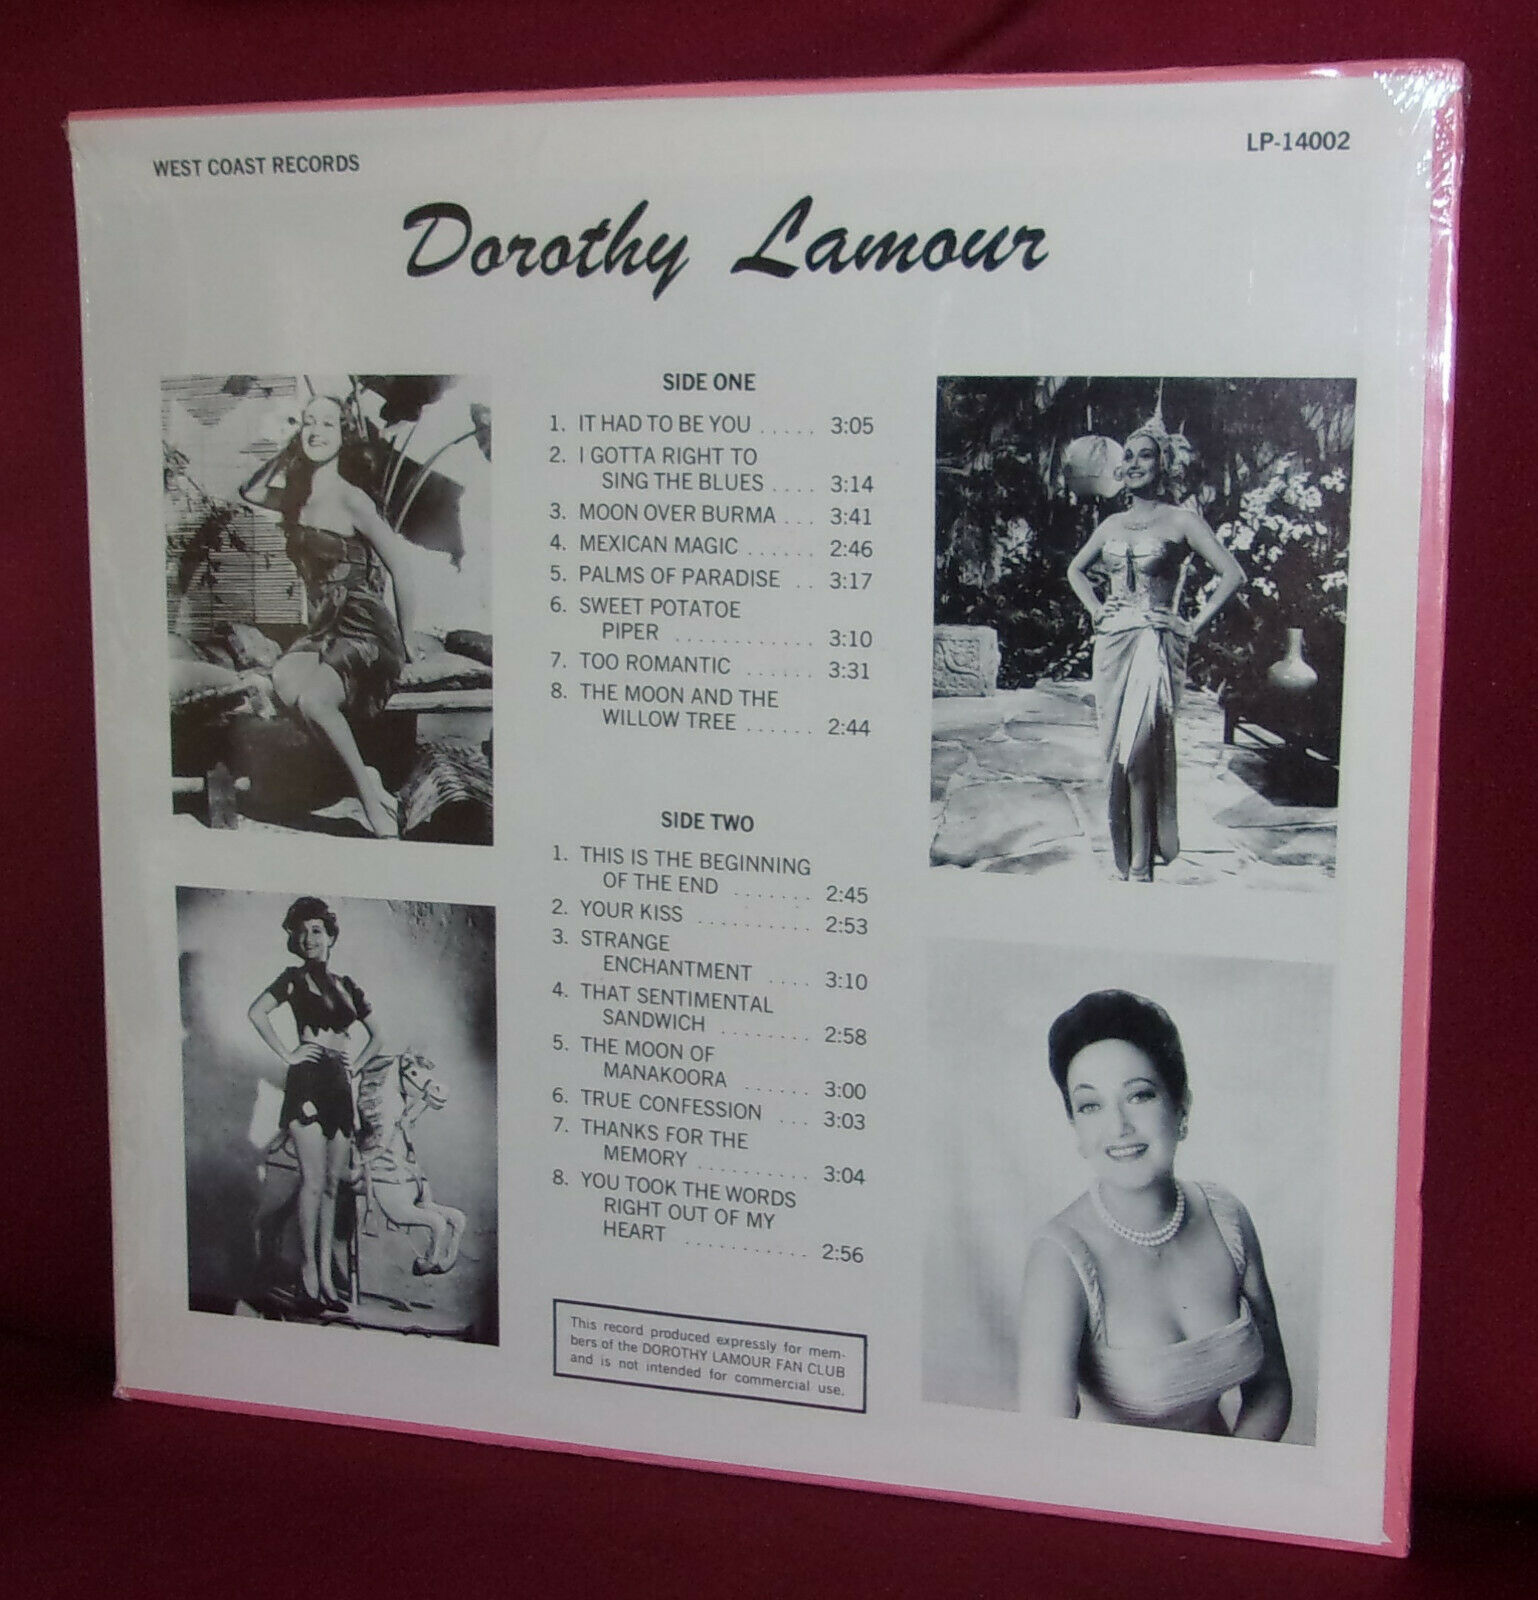 WEST COAST RECORDS
LP-14002
Dorothy Lamour
SIDE ONE
1. IT HAD TO BE YOU ..... 3:05
2. I GOTTA RIGHT TO
SING THE BLUES .... 3:14
3. MOON OVER BURMA ... 3:41
4. MEXICAN MAGIC ...... 2:46
5. PALMS OF PARADISE .. 3:17
6. SWEET POTATOE
PIPER ............ 3:10
7. TOO ROMANTIC ...... 3:31
8. THE MOON AND THE
WILLOW TREE ...... 2:44
SIDE TWO
1. THIS IS THE BEGINNING
OF THE END ....... 2:45
2. YOUR KISS .......... 2:53
3. STRANGE
ENCHANTMENT .... 3:10
4. THAT SENTIMENTAL
SANDWICH ........ 2:58
5. THE MOON OF
MANAKOORA ...... 3:00
6. TRUE CONFESSION ... 3:03
7. THANKS FOR THE
MEMORY .......... 3:04
8. YOU TOOK THE WORDS
RIGHT OUT OF MY
HEART ........... 2:56
This record produced expressly for mem-
bers of the DOROTHY LAMOUR FAN CLUB
and is not intended for commercial use.